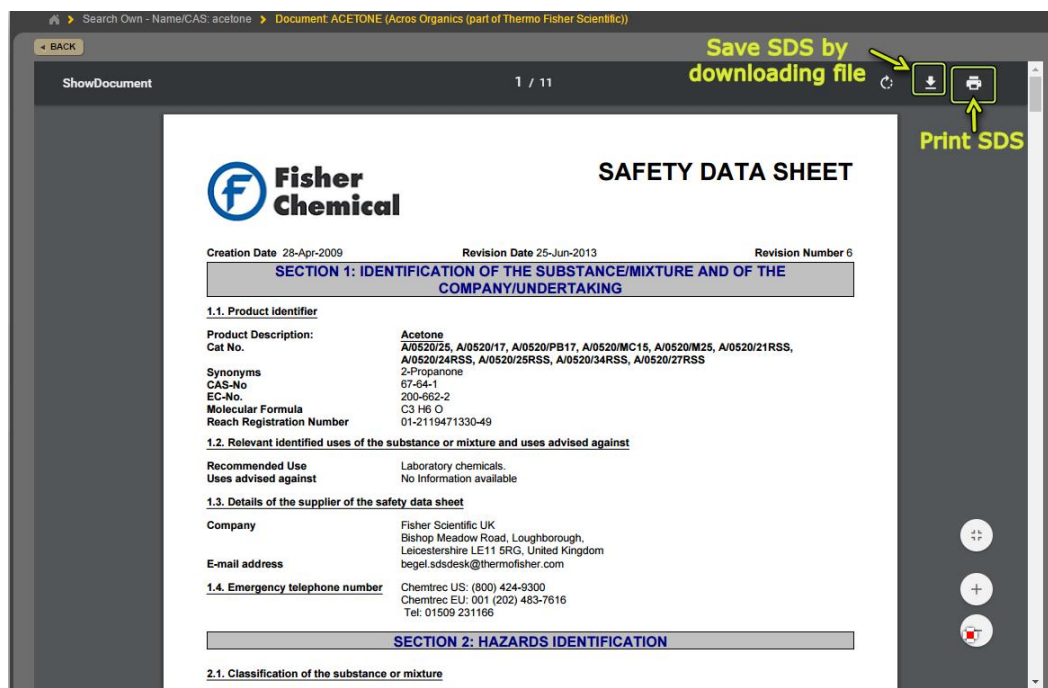 Search Own - Name/CAS: acetone > Document: ACETONE (Acros Organics (part of Thermo Fisher Scientific))
BACK
Save SDS by
downloading file
ShowDocument
1 / 11
Print SDS
Fisher
Chemical
SAFETY DATA SHEET
Creation Date 28-Apr-2009 Revision Date 25-Jun-2013 Revision Number 6
SECTION 1: IDENTIFICATION OF THE SUBSTANCE/MIXTURE AND OF THE
COMPANY/UNDERTAKING
1.1. Product identifier
Product Description: Acetone
Cat No. A/0520/25, A/0520/17, A/0520/PB17, A/0520/MC15, A/0520/M25, A/0520/21RSS,
A/0520/24RSS, A/0520/25RSS, A/0520/34RSS, A/0520/27RSS
Synonyms 2-Propanone
CAS-No 67-64-1
EC-No. 200-662-2
Molecular Formula C3 H6 O
Reach Registration Number 01-2119471330-49
1.2. Relevant identified uses of the substance or mixture and uses advised against
Recommended Use Laboratory chemicals.
Uses advised against No Information available
1.3. Details of the supplier of the safety data sheet
Company Fisher Scientific UK
Bishop Meadow Road, Loughborough,
Leicestershire LE11 5RG, United Kingdom
E-mail address begel.sdsdesk@thermofisher.com
1.4. Emergency telephone number Chemtrec US: (800) 424-9300
Chemtrec EU: 001 (202) 483-7616
Tel: 01509 231166
SECTION 2: HAZARDS IDENTIFICATION
2.1. Classification of the substance or mixture